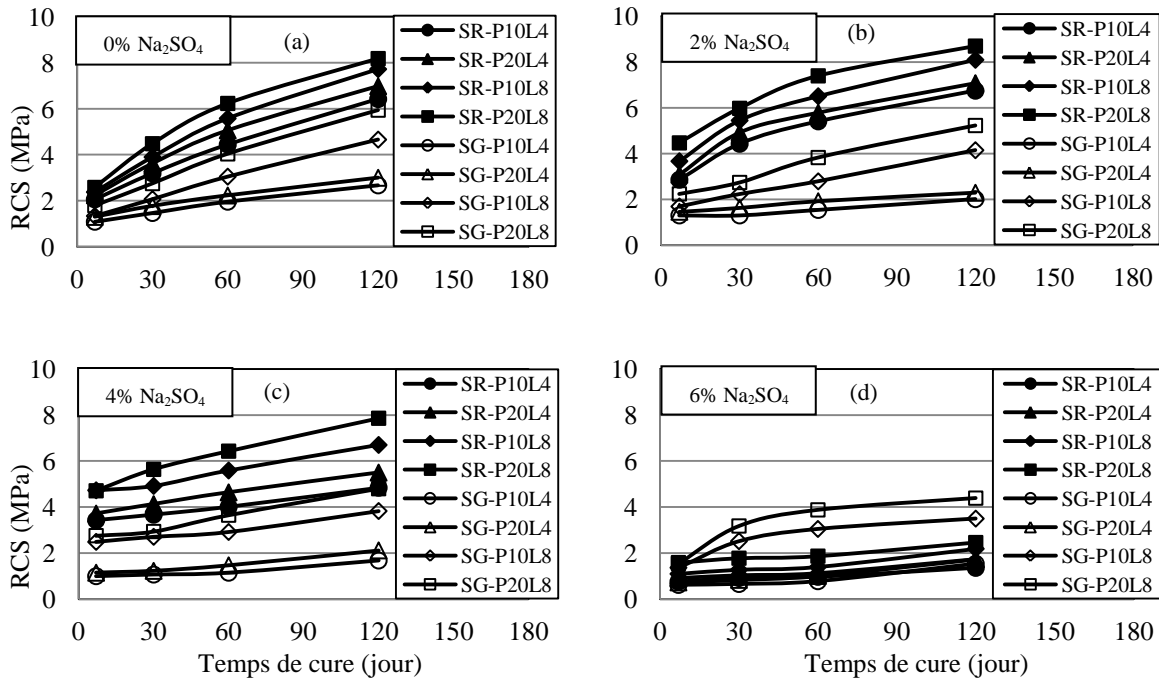 0% Na₂SO₄
(a)
RCS (MPa)
10
8
6
4
2
0
0 30 60 90 120 150 180
SR-P10L4
SR-P20L4
SR-P10L8
SR-P20L8
SG-P10L4
SG-P20L4
SG-P10L8
SG-P20L8
2% Na₂SO₄
(b)
10
8
6
4
2
0
0 30 60 90 120 150 180
SR-P10L4
SR-P20L4
SR-P10L8
SR-P20L8
SG-P10L4
SG-P20L4
SG-P10L8
SG-P20L8
4% Na₂SO₄
(c)
RCS (MPa)
10
8
6
4
2
0
0 30 60 90 120 150 180
Temps de cure (jour)
SR-P10L4
SR-P20L4
SR-P10L8
SR-P20L8
SG-P10L4
SG-P20L4
SG-P10L8
SG-P20L8
6% Na₂SO₄
(d)
10
8
6
4
2
0
0 30 60 90 120 150 180
Temps de cure (jour)
SR-P10L4
SR-P20L4
SR-P10L8
SR-P20L8
SG-P10L4
SG-P20L4
SG-P10L8
SG-P20L8